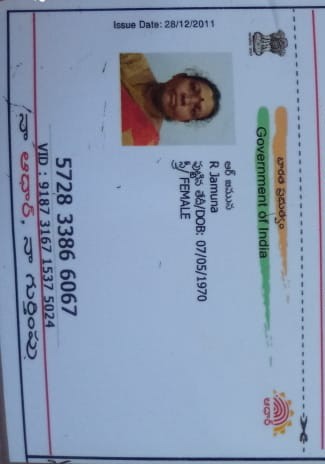 భారత ప్రభుత్వం
Government of India
Issue Date: 28/12/2011
ఆర్ జమున
R Jamuna
పుట్టిన తేదీ/DOB: 07/05/1970
స్త్రీ/ FEMALE
5728 3386 6067
VID : 9187 3167 1537 5024
నా ఆధార్, నా గుర్తింపు
ఆధార్